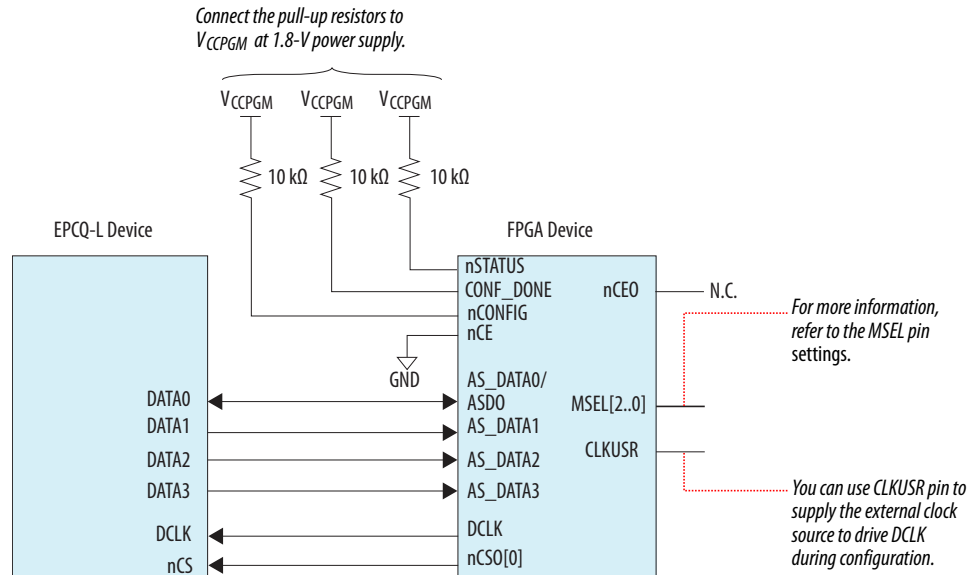 Connect the pull-up resistors to
VCCPGM at 1.8-V power supply.
VCCPGM VCCPGM VCCPGM
10 kΩ 10 kΩ 10 kΩ
EPCQ-L Device
FPGA Device
nSTATUS
CONF_DONE
nCONFIG
nCE
nCEO
N.C.
GND
For more information,
refer to the MSEL pin
settings.
DATA0
DATA1
DATA2
DATA3
DCLK
nCS
AS_DATA0/
ASDO
AS_DATA1
AS_DATA2
AS_DATA3
DCLK
nCSO[0]
MSEL[2..0]
CLKUSR
You can use CLKUSR pin to
supply the external clock
source to drive DCLK
during configuration.